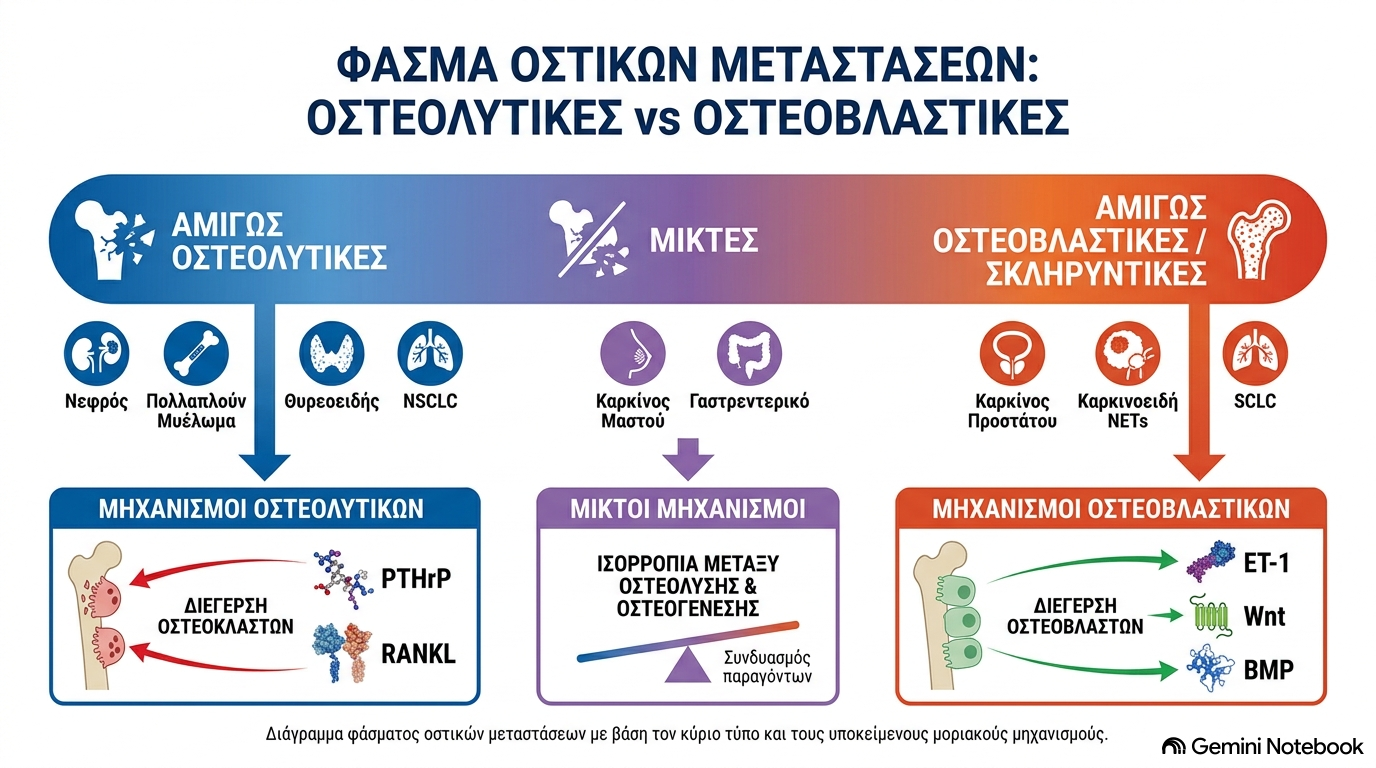 ΦΑΣΜΑ ΟΣΤΙΚΩΝ ΜΕΤΑΣΤΑΣΕΩΝ:
ΟΣΤΕΟΛΥΤΙΚΕΣ vs ΟΣΤΕΟΒΛΑΣΤΙΚΕΣ
ΑΜΙΓΩΣ
ΟΣΤΕΟΛΥΤΙΚΕΣ
ΜΙΚΤΕΣ
ΑΜΙΓΩΣ
ΟΣΤΕΟΒΛΑΣΤΙΚΕΣ /
ΣΚΛΗΡΥΝΤΙΚΕΣ
Νεφρός
Πολλαπλούν
Μυέλωμα
Θυρεοειδής
NSCLC
Καρκίνος
Μαστού
Γαστρεντερικό
Καρκίνος
Προστάτου
Καρκινοειδή
NETs
SCLC
ΜΗΧΑΝΙΣΜΟΙ ΟΣΤΕΟΛΥΤΙΚΩΝ
ΔΙΕΓΕΡΣΗ
ΟΣΤΕΟΚΛΑΣΤΩΝ
PTHrP
RANKL
ΜΙΚΤΟΙ ΜΗΧΑΝΙΣΜΟΙ
ΙΣΟΡΡΟΠΙΑ ΜΕΤΑΞΥ
ΟΣΤΕΟΛΥΣΗΣ &
ΟΣΤΕΟΓΕΝΕΣΗΣ
Συνδυασμός
παραγόντων
ΜΗΧΑΝΙΣΜΟΙ ΟΣΤΕΟΒΛΑΣΤΙΚΩΝ
ΔΙΕΓΕΡΣΗ
ΟΣΤΕΟΒΛΑΣΤΩΝ
ET-1
Wnt
BMP
Διάγραμμα φάσματος οστικών μεταστάσεων με βάση τον κύριο τύπο και τους υποκείμενους μοριακούς μηχανισμούς.
Gemini Notebook